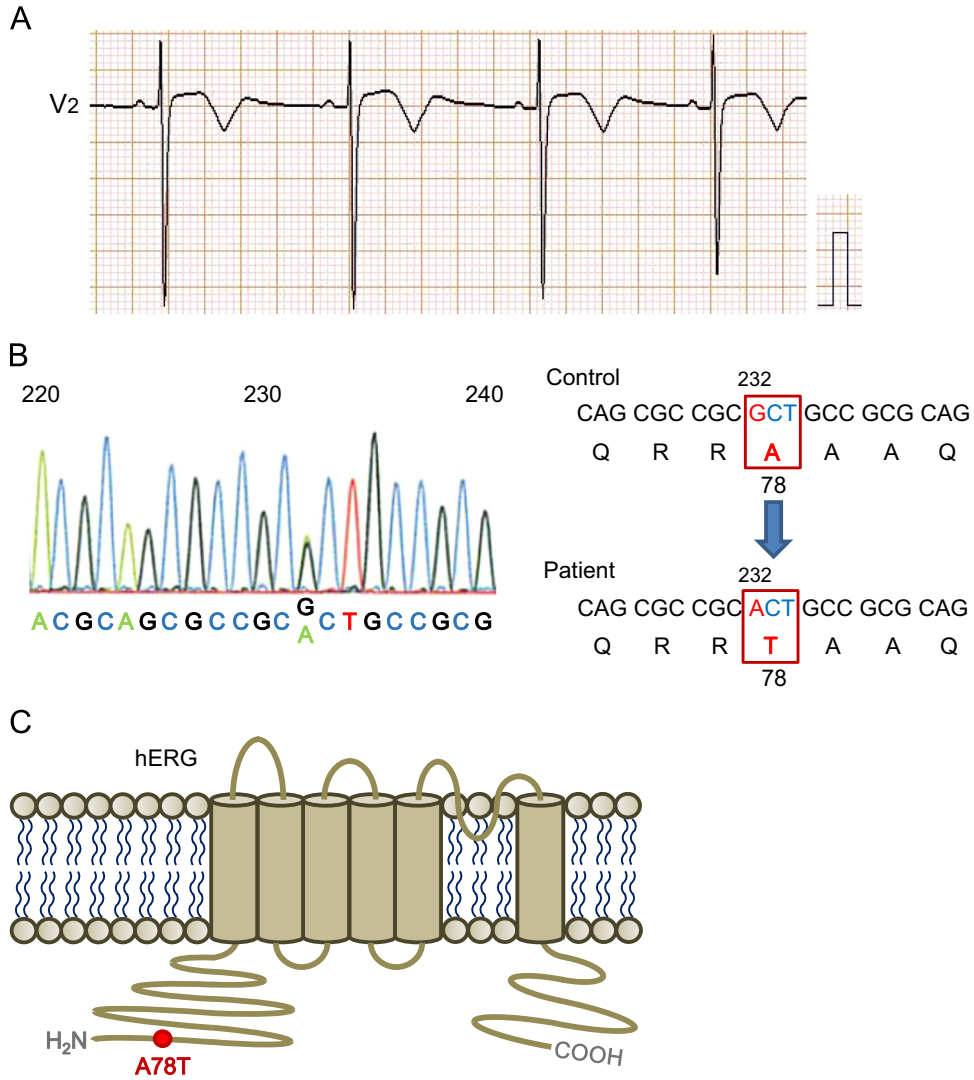 A
V2
B
220 230 240
ACGCAGCGCCGC
G
A
CTGCCGCG
Control
232
CAG CGC CGC GCT GCC GCG CAG
Q R R A A A Q
78
Patient
232
CAG CGC CGC ACT GCC GCG CAG
Q R R T A A Q
78
C
hERG
H2N
A78T
COOH